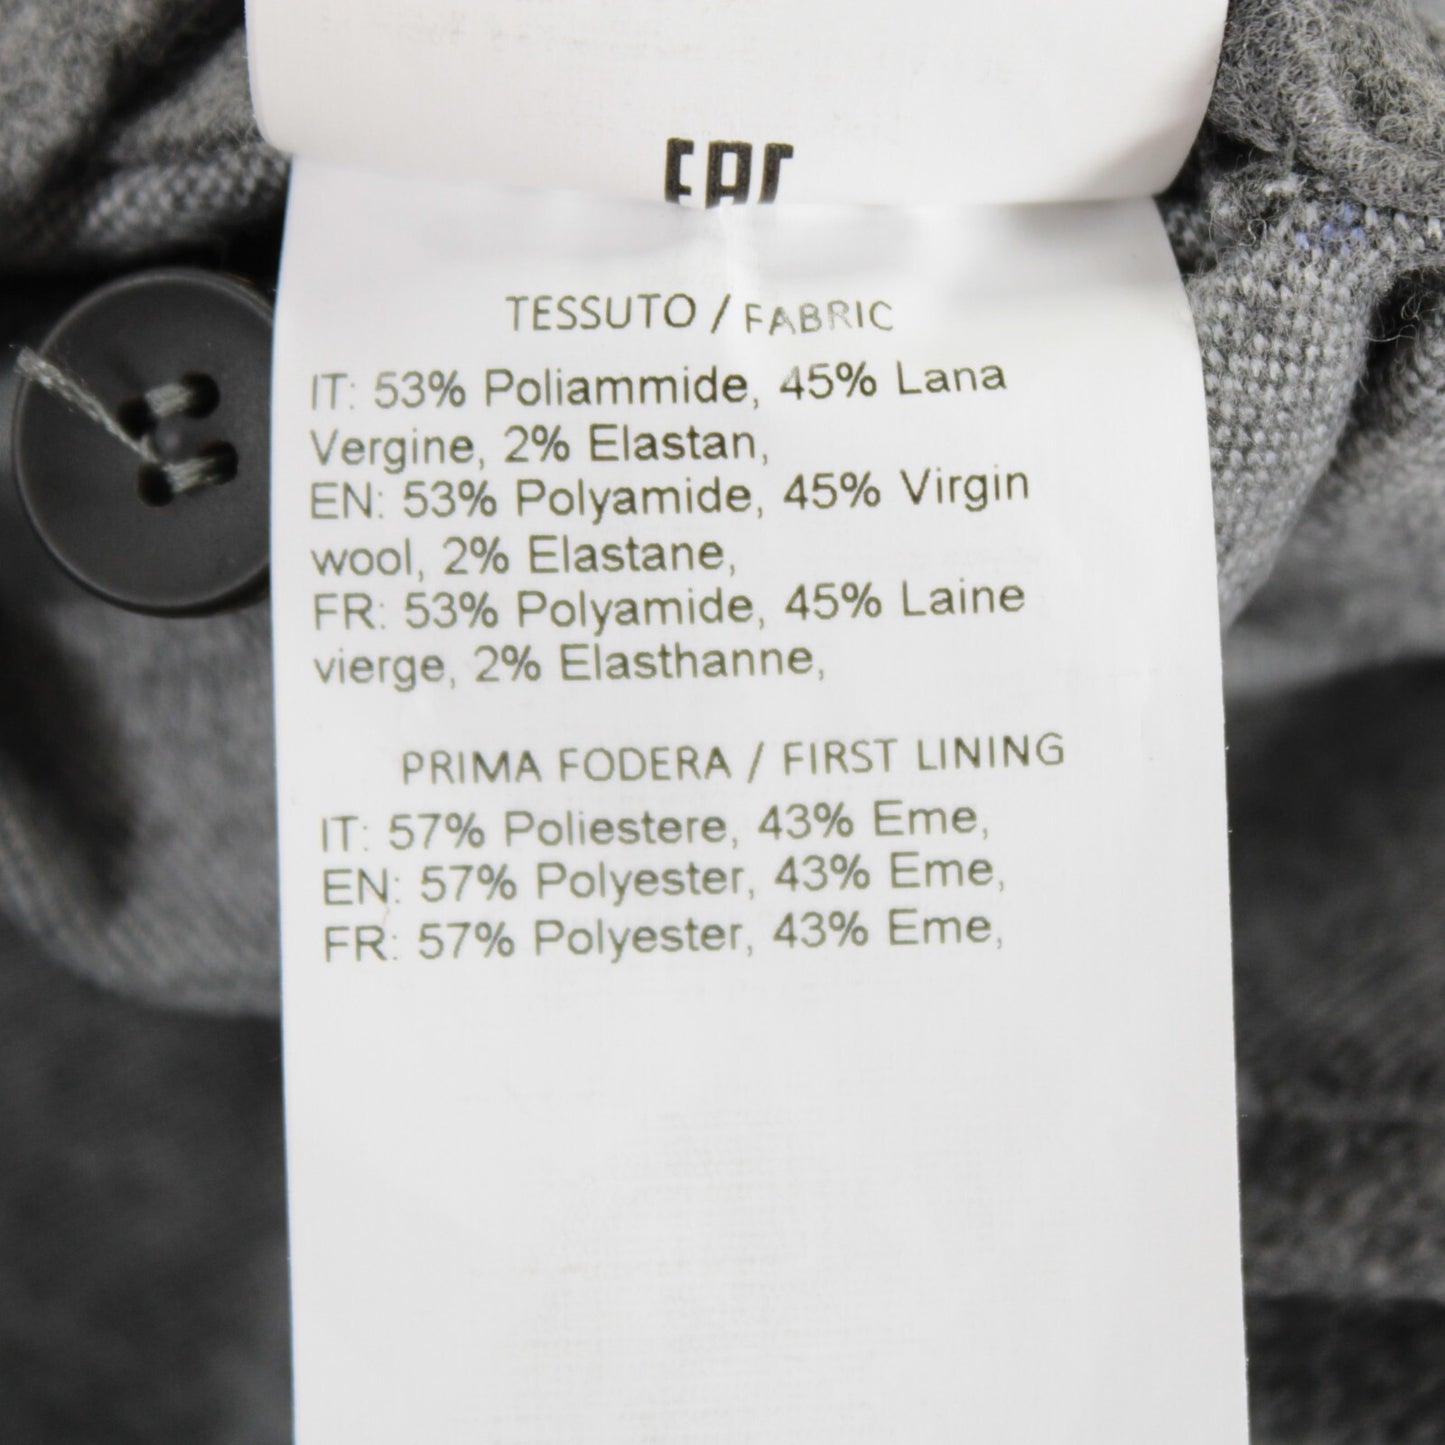 EAC
TESSUTO / FABRIC
IT: 53% Poliammide, 45% Lana
Vergine, 2% Elastan,
EN: 53% Polyamide, 45% Virgin
wool, 2% Elastane,
FR: 53% Polyamide, 45% Laine
vierge, 2% Elasthanne,
PRIMA FODERA / FIRST LINING
IT: 57% Poliestere, 43% Eme,
EN: 57% Polyester, 43% Eme,
FR: 57% Polyester, 43% Eme,